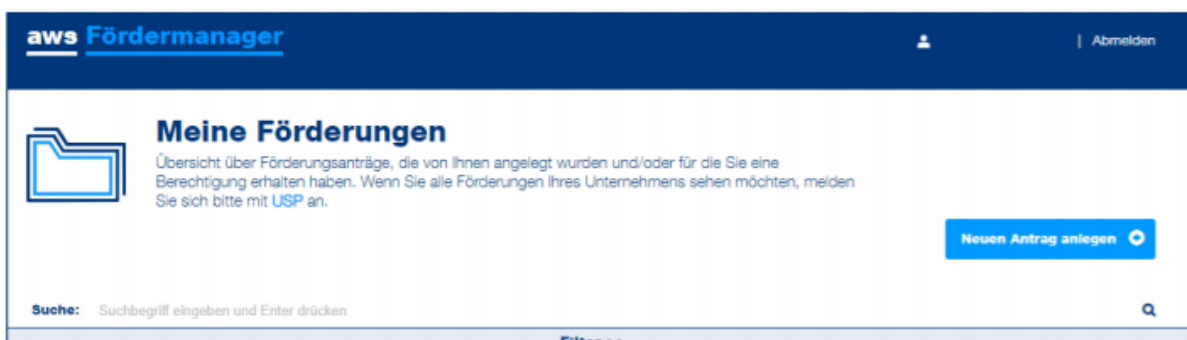 aws Fördermanager
| Abmelden
Meine Förderungen
Übersicht über Förderungsanträge, die von Ihnen angelegt wurden und/oder für die Sie eine
Berechtigung erhalten haben. Wenn Sie alle Förderungen Ihres Unternehmens sehen möchten, melden
Sie sich bitte mit USP an.
Neuen Antrag anlegen
Suche: Suchbegriff eingeben und Enter drücken